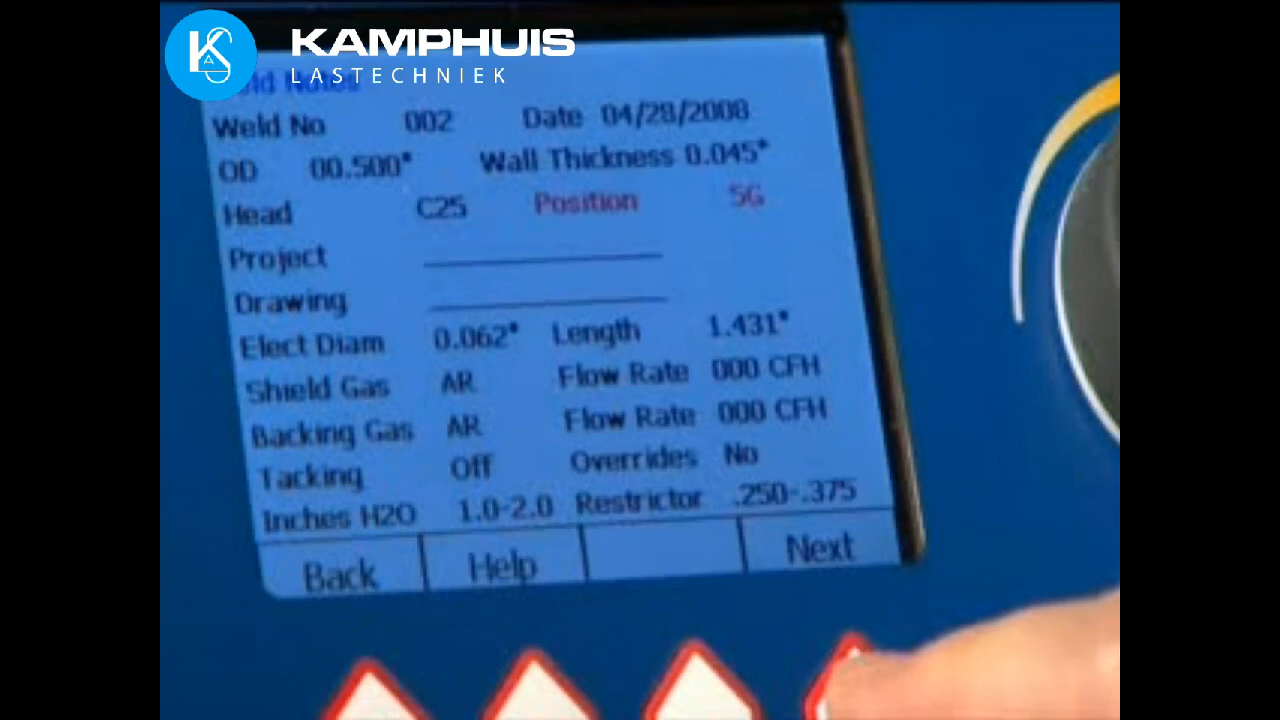 KAMPHUIS
LASTECHNIEK
Weld Notes
Weld No 002 Date 04/28/2008
OD 00.500" Wall Thickness 0.045"
Head C25 Position 5G
Project
Drawing
Elect Diam 0.062" Length 1.431"
Shield Gas AR Flow Rate 000 CFH
Backing Gas AR Flow Rate 000 CFH
Tacking Off Overrides No
Inches H2O 1.0-2.0 Restrictor .250-.375
Back Help Next